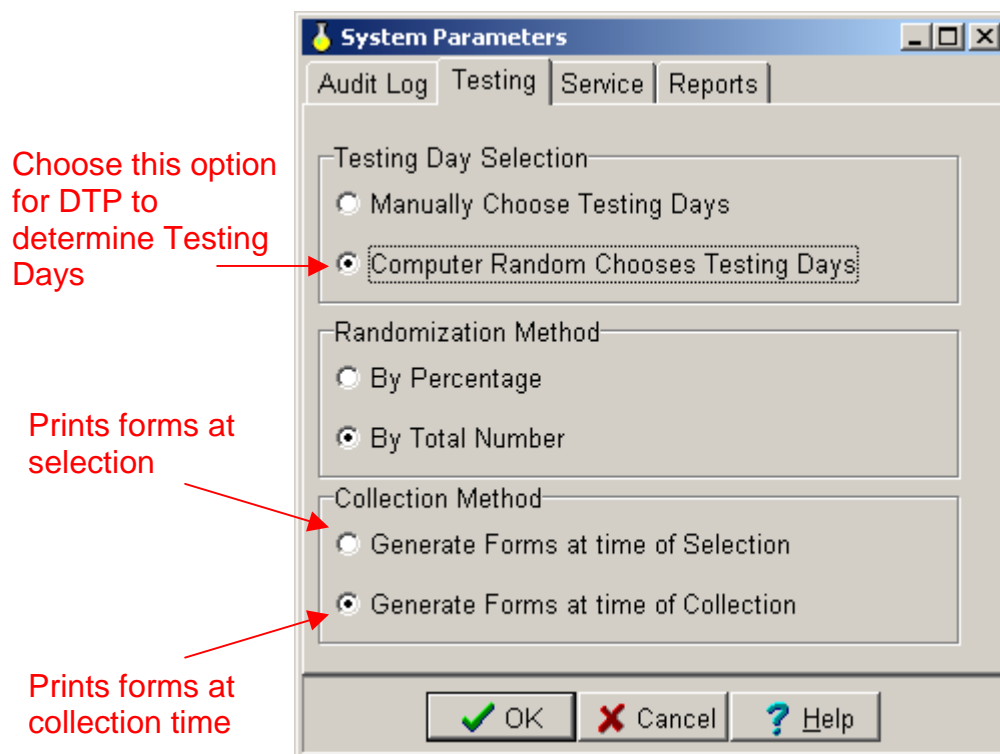 System Parameters
Audit Log Testing Service Reports
Choose this option
for DTP to
determine Testing
Days
Testing Day Selection
Manually Choose Testing Days
Computer Random Chooses Testing Days
Randomization Method
By Percentage
By Total Number
Prints forms at
selection
Collection Method
Generate Forms at time of Selection
Generate Forms at time of Collection
Prints forms at
collection time
OK Cancel ? Help